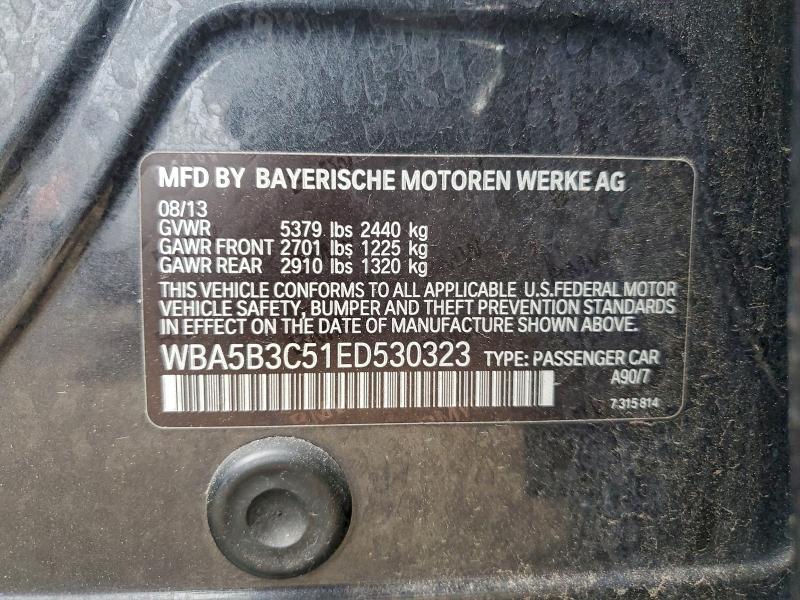 MFD BY BAYERISCHE MOTOREN WERKE AG
08/13
GVWR 5379 lbs 2440 kg
GAWR FRONT 2701 lbs 1225 kg
GAWR REAR 2910 lbs 1320 kg
THIS VEHICLE CONFORMS TO ALL APPLICABLE U.S.FEDERAL MOTOR
VEHICLE SAFETY, BUMPER AND THEFT PREVENTION STANDARDS
IN EFFECT ON THE DATE OF MANUFACTURE SHOWN ABOVE.
WBA5B3C51ED530323 TYPE: PASSENGER CAR
A90/7
7 315 814